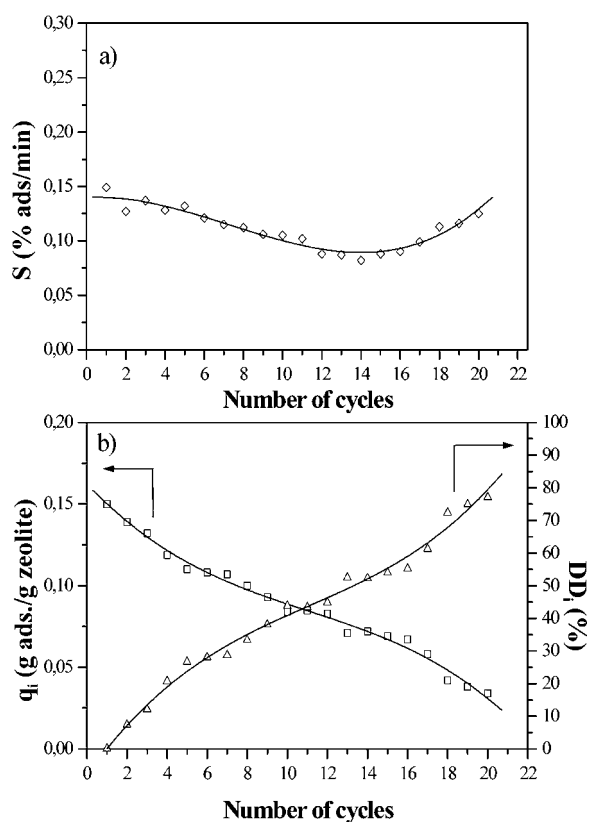 0,30
0,25
0,20
0,15
0,10
0,05
0,00
a)
S (% ads/min)
0 2 4 6 8 10 12 14 16 18 20 22
Number of cycles
0,20
0,15
0,10
0,05
0,00
b)
qi (g ads./g zeolite)
100
90
80
70
60
50
40
30
20
10
0
DDi (%)
0 2 4 6 8 10 12 14 16 18 20 22
Number of cycles